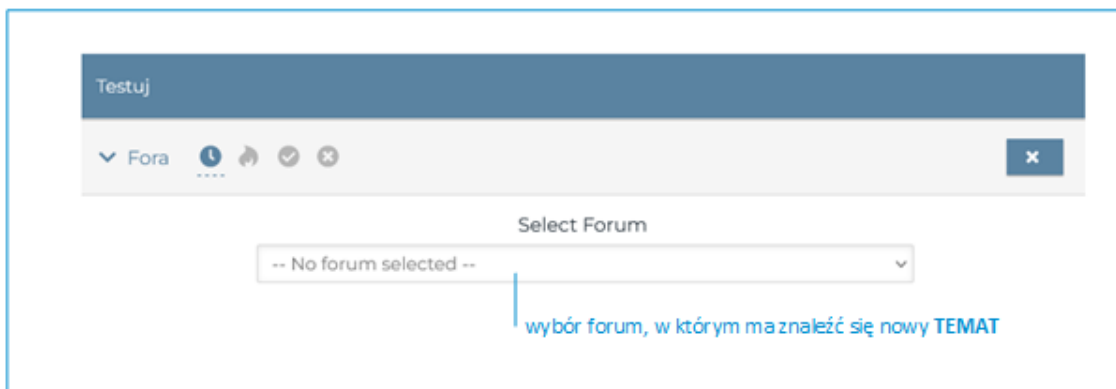 Testuj
Fora
Select Forum
-- No forum selected --
wybór forum, w którym ma znaleźć się nowy TEMAT